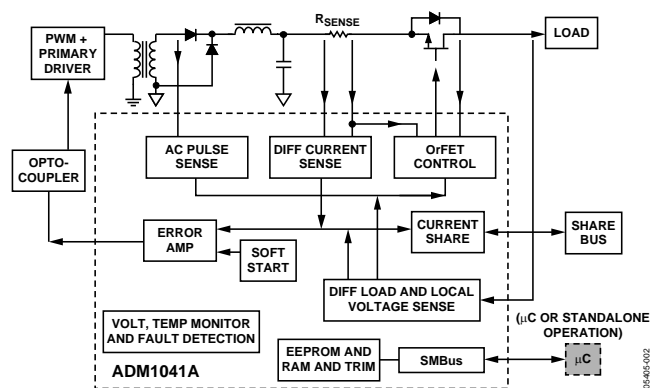 R_SENSE
PWM +
PRIMARY
DRIVER
LOAD
AC PULSE
SENSE
DIFF CURRENT
SENSE
OrFET
CONTROL
OPTO-
COUPLER
ERROR
AMP
SOFT
START
CURRENT
SHARE
SHARE
BUS
DIFF LOAD AND LOCAL
VOLTAGE SENSE
VOLT, TEMP MONITOR
AND FAULT DETECTION
(μC OR STANDALONE
OPERATION)
EEPROM AND
RAM AND TRIM
SMBus
μC
ADM1041A
05405-002